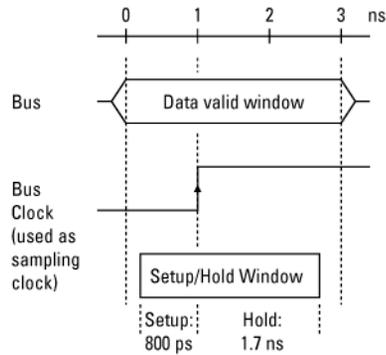 0 1 2 3 ns
Bus
Data valid window
Bus
Clock
(used as
sampling
clock)
Setup/Hold Window
Setup: Hold:
800 ps 1.7 ns